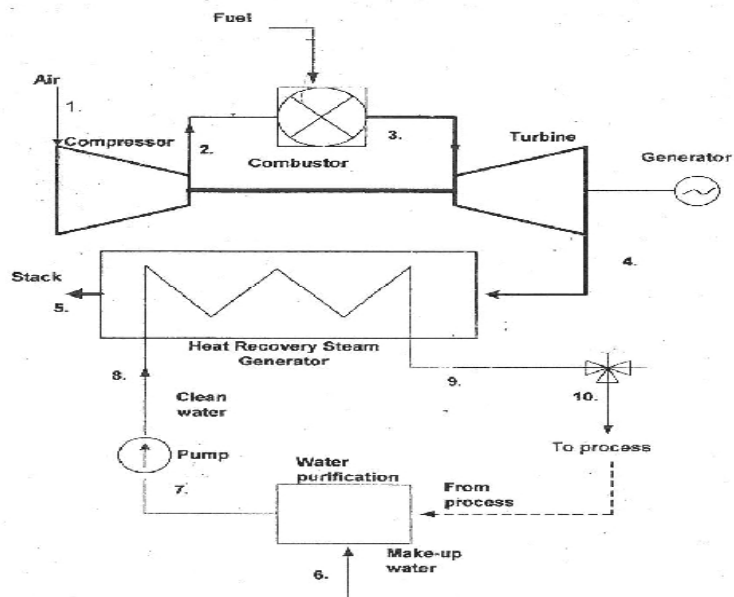 Fuel
Air
1.
Compressor
2.
Combustor
3.
Turbine
Generator
4.
Stack
5.
Heat Recovery Steam
Generator
8.
9.
10.
Clean
water
To process
Pump
Water
purification
From
process
7.
Make-up
water
6.